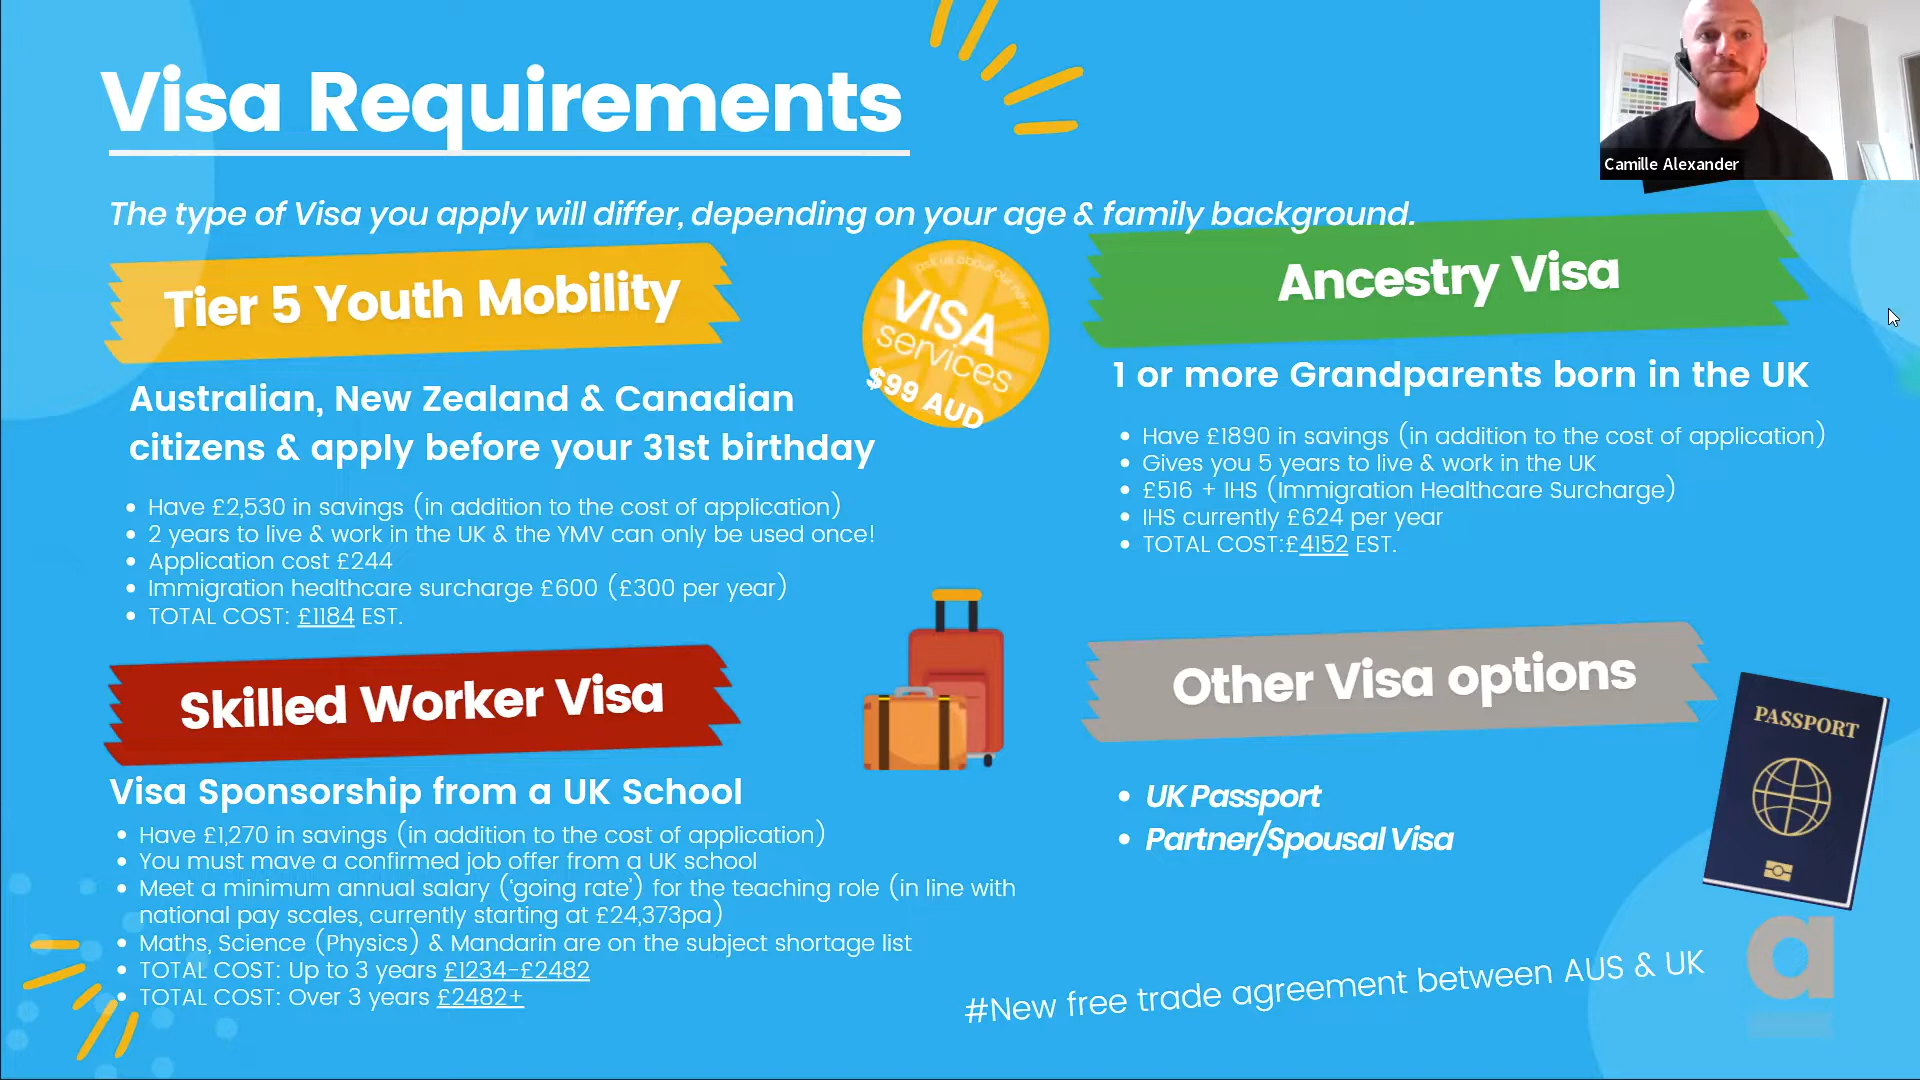 Visa Requirements
Camille Alexander
The type of Visa you apply will differ, depending on your age & family background.
Tier 5 Youth Mobility
Australian, New Zealand & Canadian
citizens & apply before your 31st birthday
• Have £2,530 in savings (in addition to the cost of application)
• 2 years to live & work in the UK & the YMV can only be used once!
• Application cost £244
• Immigration healthcare surcharge £600 (£300 per year)
• TOTAL COST: £1184 EST.
ask us about our new
VISA
services
$99 AUD
Ancestry Visa
1 or more Grandparents born in the UK
• Have £1890 in savings (in addition to the cost of application)
• Gives you 5 years to live & work in the UK
• £516 + IHS (Immigration Healthcare Surcharge)
• IHS currently £624 per year
• TOTAL COST:£4152 EST.
Skilled Worker Visa
Visa Sponsorship from a UK School
• Have £1,270 in savings (in addition to the cost of application)
• You must mave a confirmed job offer from a UK school
• Meet a minimum annual salary (‘going rate’) for the teaching role (in line with
national pay scales, currently starting at £24,373pa)
• Maths, Science (Physics) & Mandarin are on the subject shortage list
• TOTAL COST: Up to 3 years £1234-£2482
• TOTAL COST: Over 3 years £2482+
Other Visa options
• UK Passport
• Partner/Spousal Visa
PASSPORT
#New free trade agreement between AUS & UK
a